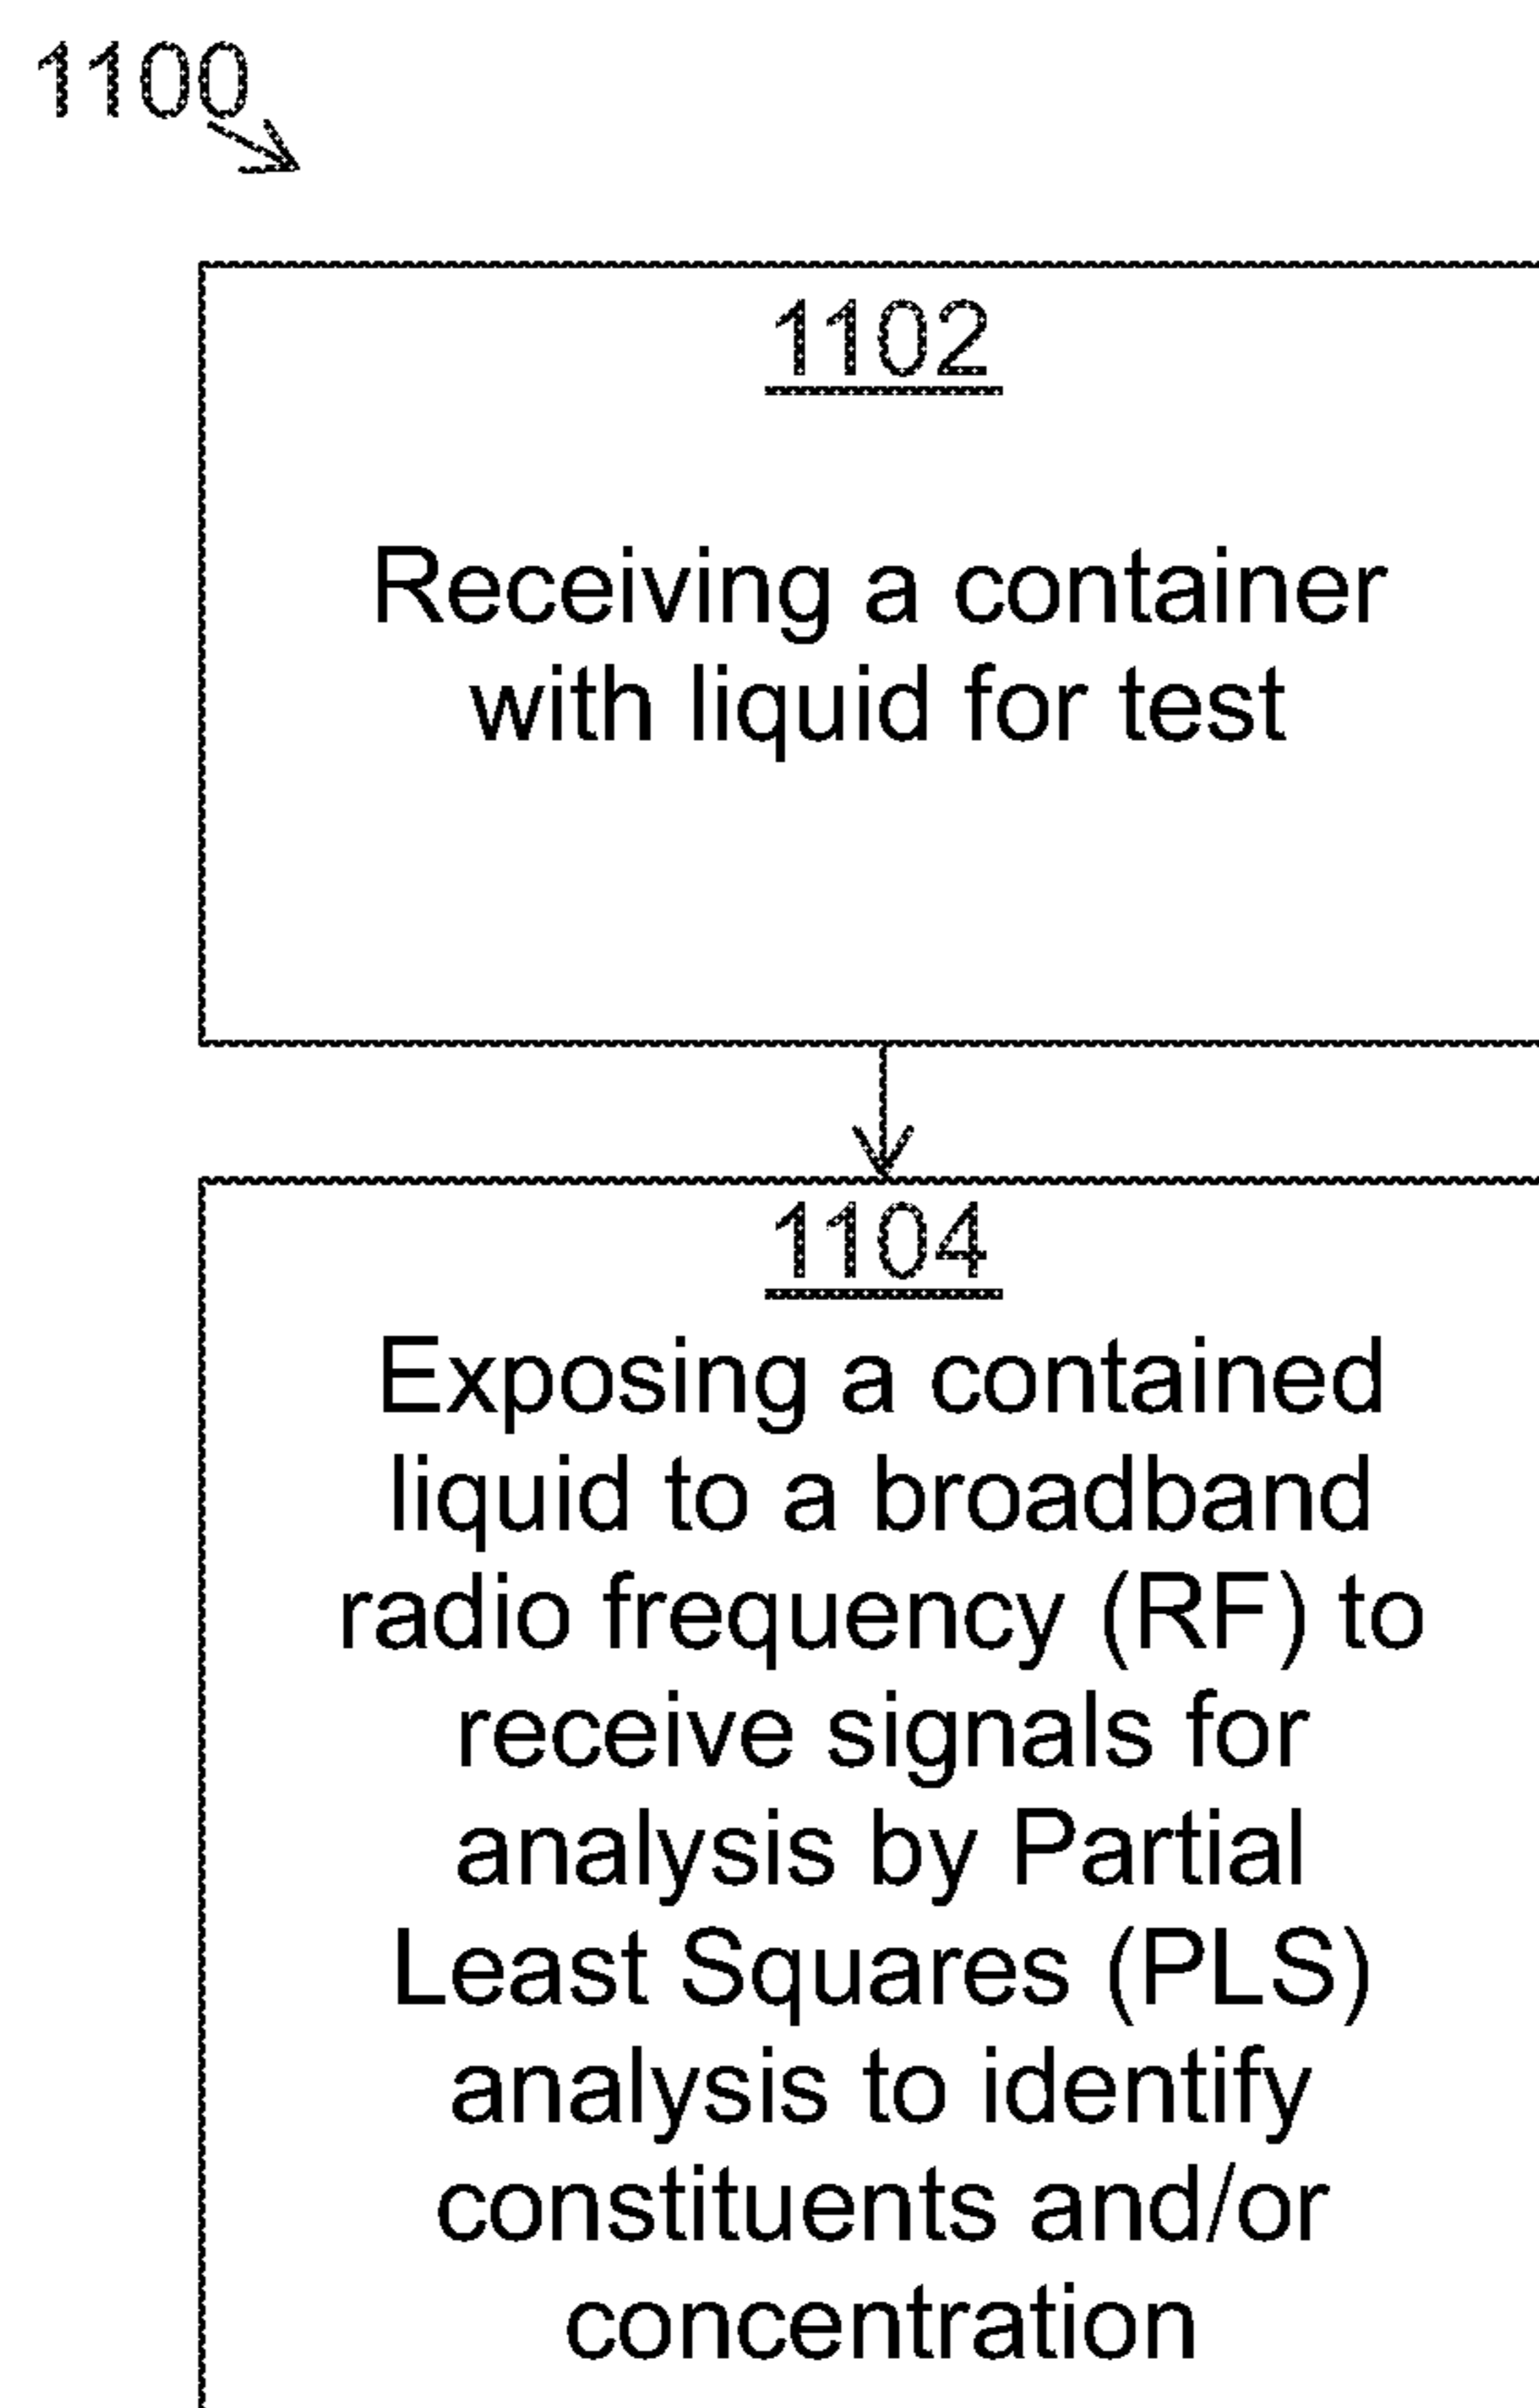 1100
1102
Receiving a container
with liquid for test
1104
Exposing a contained
liquid to a broadband
radio frequency (RF) to
receive signals for
analysis by Partial
Least Squares (PLS)
analysis to identify
constituents and/or
concentration